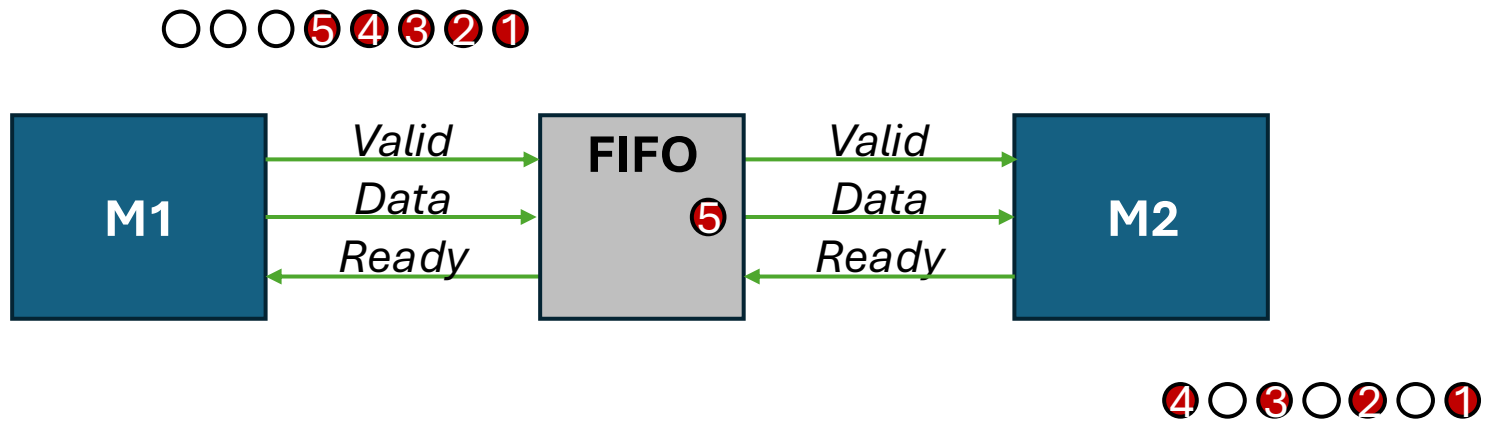 5 4 3 2 1
M1
Valid
Data
Ready
FIFO
5
Valid
Data
Ready
M2
4 3 2 1